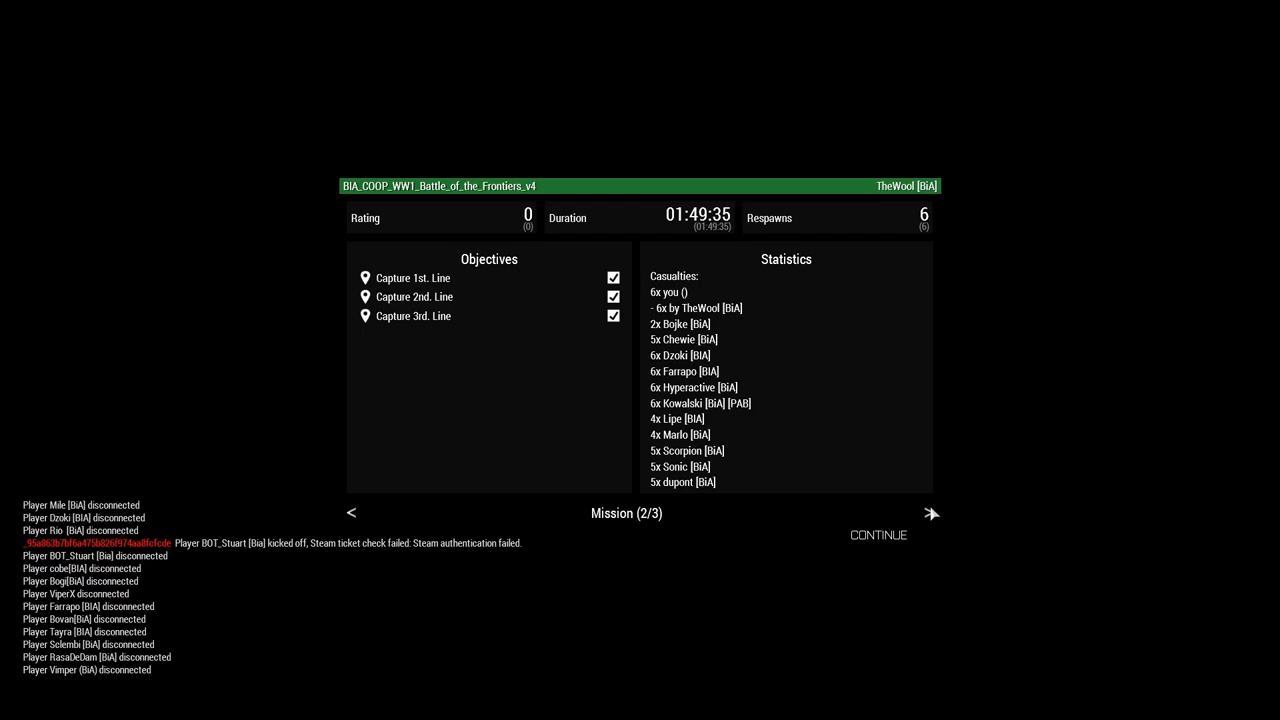 BIA_COOP_WW1_Battle_of_the_Frontiers_v4 TheWool [BiA]
Rating 0 (0) Duration 01:49:35 (01:49:35) Respawns 6 (6)
Objectives
Capture 1st. Line
Capture 2nd. Line
Capture 3rd. Line
Statistics
Casualties:
6x you ()
- 6x by TheWool [BiA]
2x Bojke [BiA]
5x Chewie [BiA]
6x Dzoki [BIA]
6x Farrapo [BIA]
6x Hyperactive [BiA]
6x Kowalski [BiA] [PAB]
4x Lipe [BIA]
4x Marlo [BiA]
5x Scorpion [BiA]
5x Sonic [BiA]
5x dupont [BiA]
< Mission (2/3) >
CONTINUE
Player Mile [BiA] disconnected
Player Dzoki [BIA] disconnected
Player Rio [BiA] disconnected
_95a863b7bf6a475b826f974aa8fcfcde Player BOT_Stuart [Bia] kicked off, Steam ticket check failed: Steam authentication failed.
Player BOT_Stuart [Bia] disconnected
Player cobe[BIA] disconnected
Player Bogi[BiA] disconnected
Player ViperX disconnected
Player Farrapo [BIA] disconnected
Player Bovan[BiA] disconnected
Player Tayra [BIA] disconnected
Player Sclembi [BiA] disconnected
Player RasaDeDam [BiA] disconnected
Player Vimper (BiA) disconnected